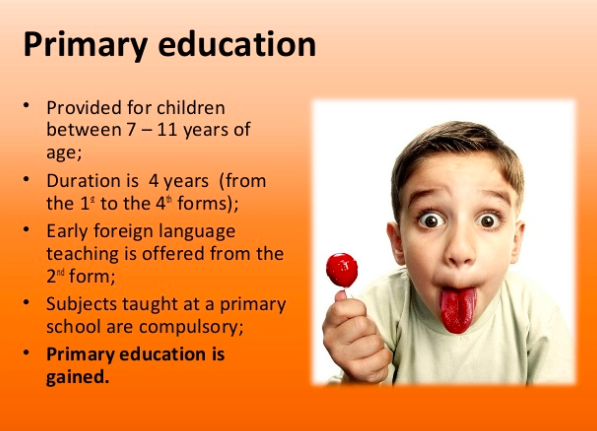 Primary education
• Provided for children
between 7 – 11 years of
age;
• Duration is 4 years (from
the 1st to the 4th forms);
• Early foreign language
teaching is offered from the
2nd form;
• Subjects taught at a primary
school are compulsory;
• Primary education is
gained.